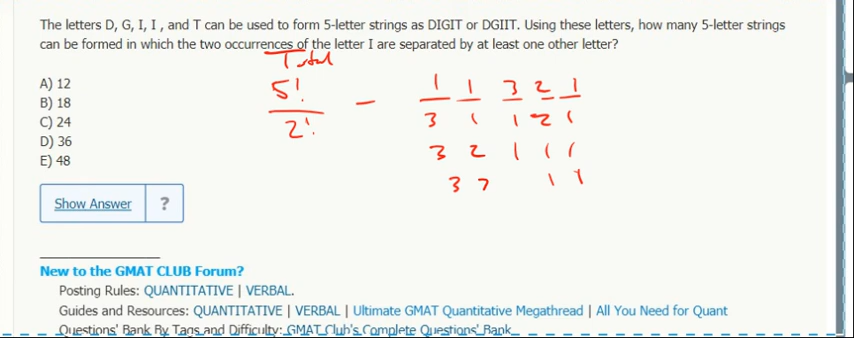 The letters D, G, I, I , and T can be used to form 5-letter strings as DIGIT or DGIIT. Using these letters, how many 5-letter strings
can be formed in which the two occurrences of the letter I are separated by at least one other letter?
Total
A) 12
B) 18
C) 24
D) 36
E) 48
5!
2!
–
1 1 3 2 1
3 1 1 2 1
3 2 1 1 1
3 2 1 1
Show Answer ?
New to the GMAT CLUB Forum?
Posting Rules: QUANTITATIVE | VERBAL.
Guides and Resources: QUANTITATIVE | VERBAL | Ultimate GMAT Quantitative Megathread | All You Need for Quant
Questions' Bank By Tags and Difficulty: GMAT Club's Complete Questions' Bank